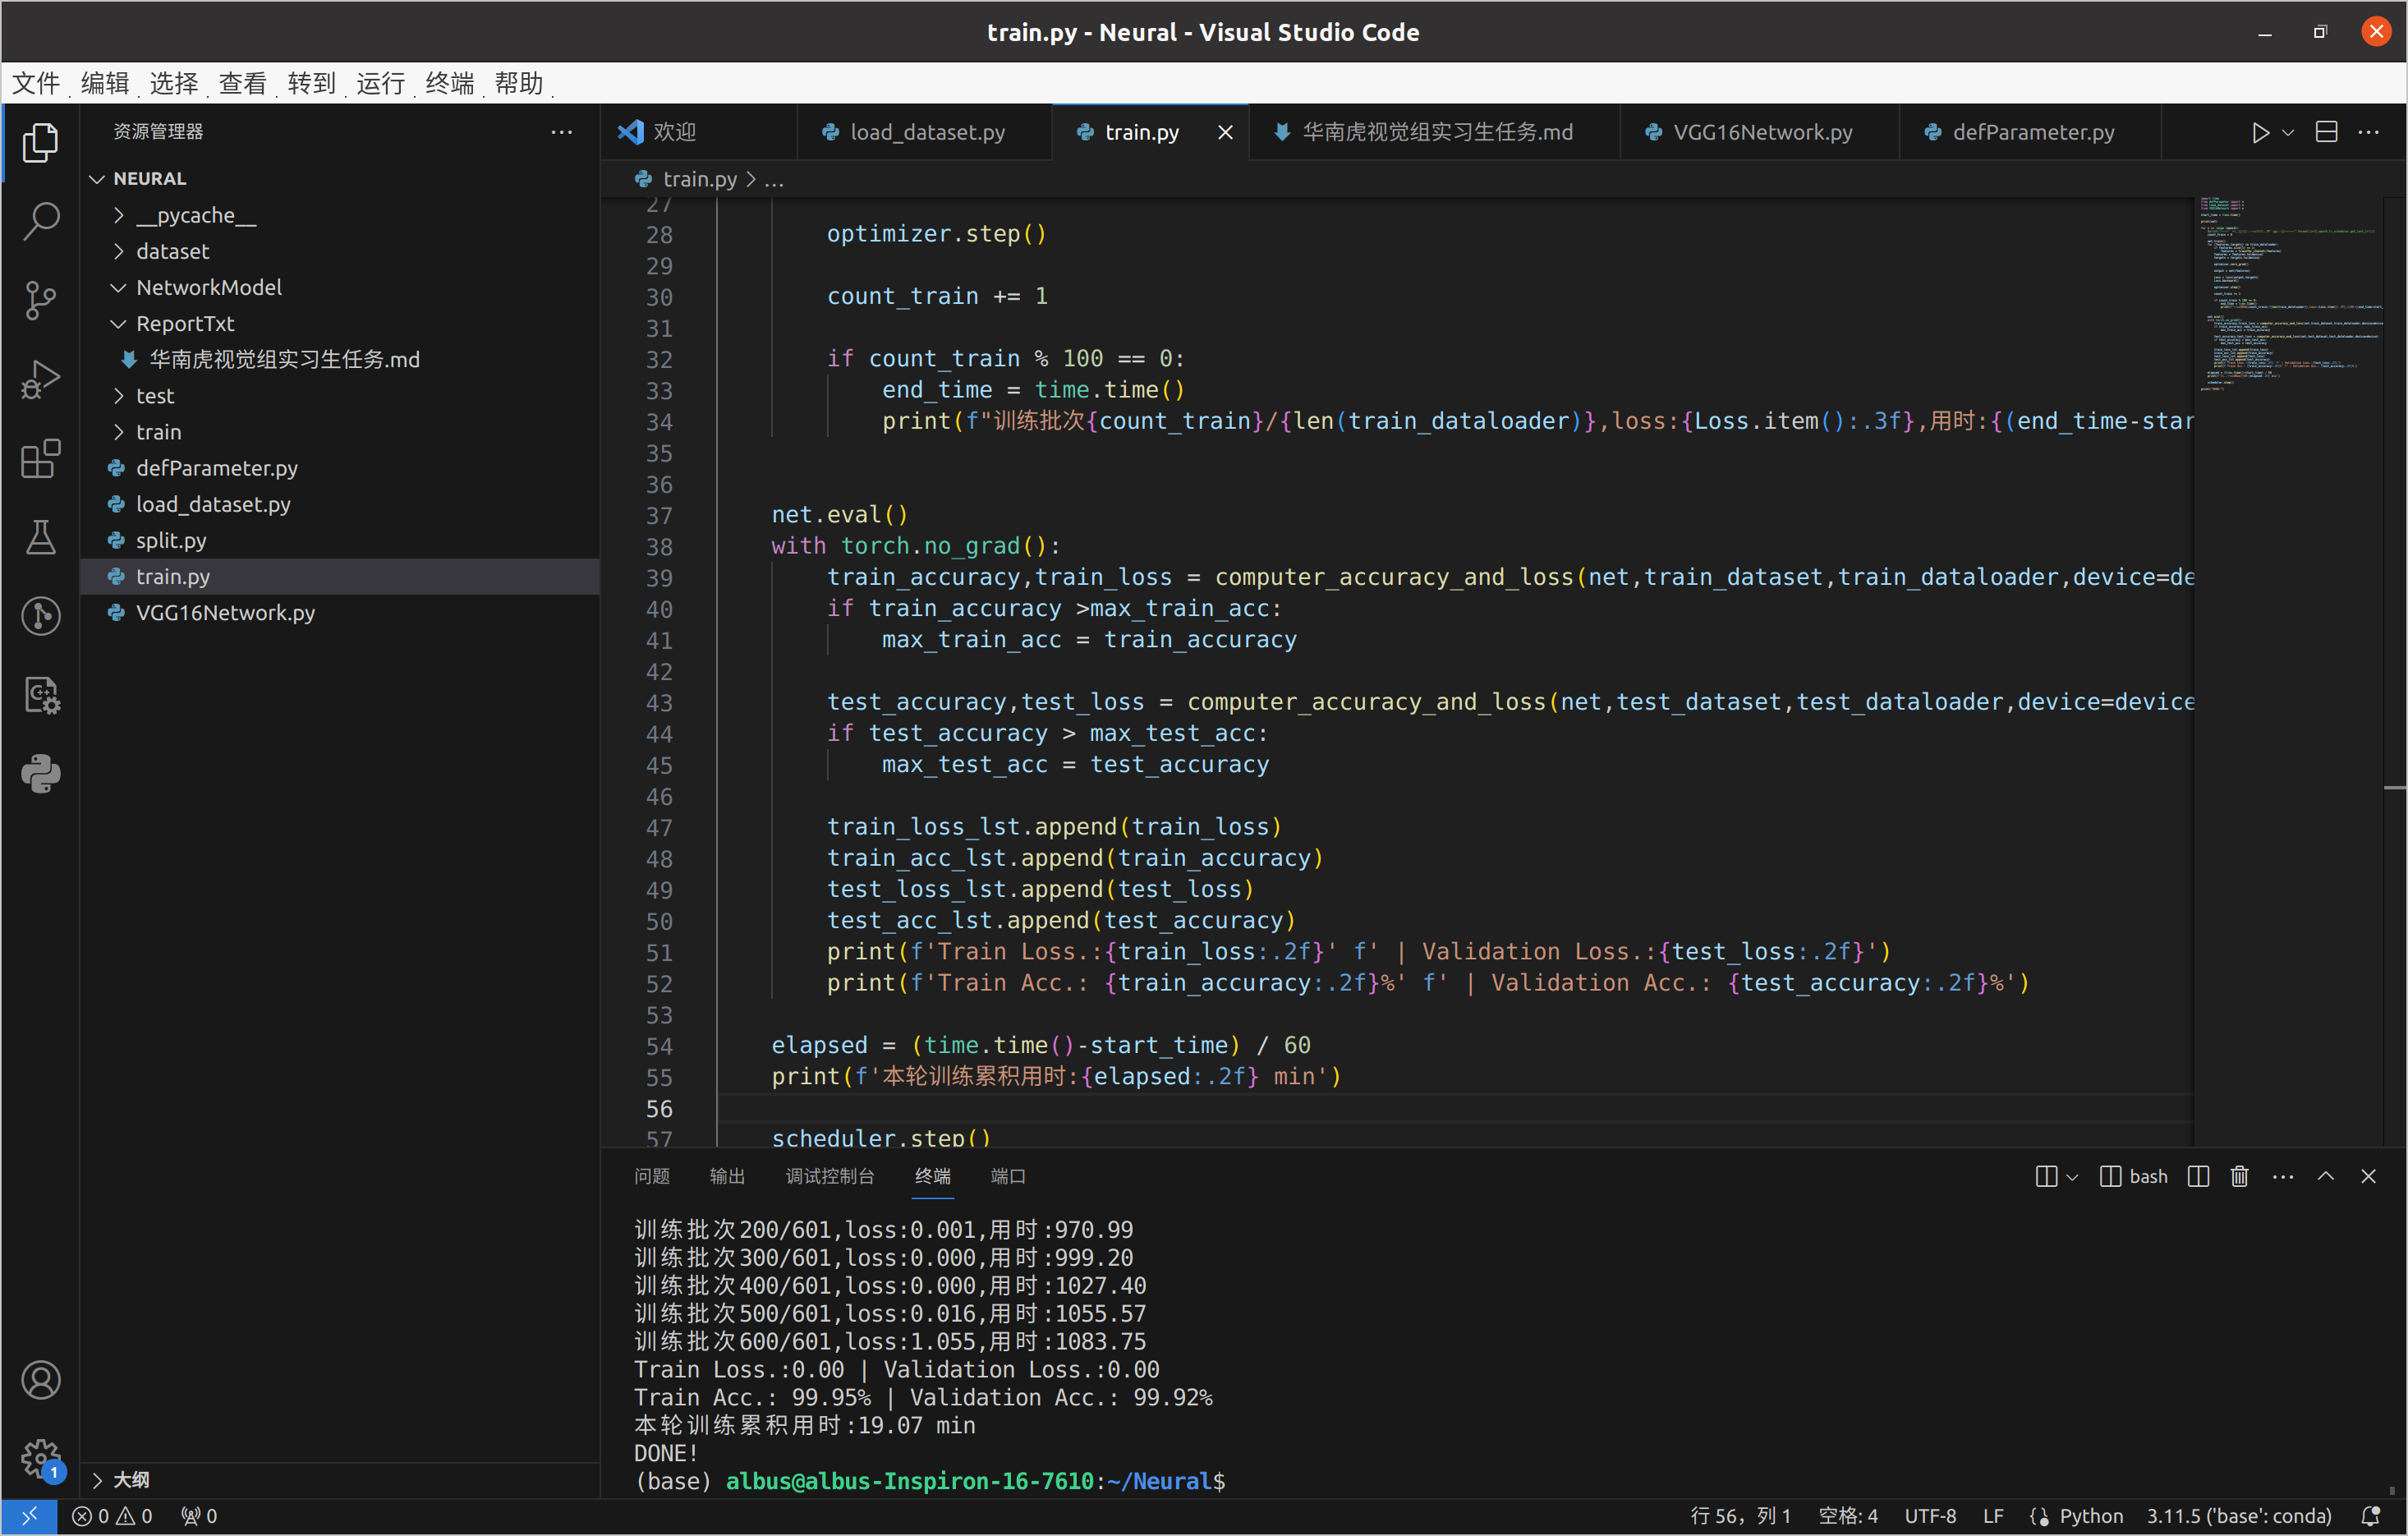 train.py - Neural - Visual Studio Code
文件 编辑 选择 查看 转到 运行 终端 帮助
资源管理器
NEURAL
__pycache__
dataset
NetworkModel
ReportTxt
华南虎视觉组实习生任务.md
test
train
defParameter.py
load_dataset.py
split.py
train.py
VGG16Network.py
大纲
欢迎 load_dataset.py train.py 华南虎视觉组实习生任务.md VGG16Network.py defParameter.py
train.py > ...
27
28 optimizer.step()
29
30 count_train += 1
31
32 if count_train % 100 == 0:
33 end_time = time.time()
34 print(f"训练批次{count_train}/{len(train_dataloader)},loss:{Loss.item():.3f},用时:{(end_time-star
35
36
37 net.eval()
38 with torch.no_grad():
39 train_accuracy,train_loss = computer_accuracy_and_loss(net,train_dataset,train_dataloader,device=de
40 if train_accuracy >max_train_acc:
41 max_train_acc = train_accuracy
42
43 test_accuracy,test_loss = computer_accuracy_and_loss(net,test_dataset,test_dataloader,device=device
44 if test_accuracy > max_test_acc:
45 max_test_acc = test_accuracy
46
47 train_loss_lst.append(train_loss)
48 train_acc_lst.append(train_accuracy)
49 test_loss_lst.append(test_loss)
50 test_acc_lst.append(test_accuracy)
51 print(f'Train Loss.:{train_loss:.2f}' f' | Validation Loss.:{test_loss:.2f}')
52 print(f'Train Acc.: {train_accuracy:.2f}%' f' | Validation Acc.: {test_accuracy:.2f}%')
53
54 elapsed = (time.time()-start_time) / 60
55 print(f'本轮训练累积用时:{elapsed:.2f} min')
56
57 scheduler.step()
问题 输出 调试控制台 终端 端口 bash
训练批次200/601,loss:0.001,用时:970.99
训练批次300/601,loss:0.000,用时:999.20
训练批次400/601,loss:0.000,用时:1027.40
训练批次500/601,loss:0.016,用时:1055.57
训练批次600/601,loss:1.055,用时:1083.75
Train Loss.:0.00 | Validation Loss.:0.00
Train Acc.: 99.95% | Validation Acc.: 99.92%
本轮训练累积用时:19.07 min
DONE!
(base) albus@albus-Inspiron-16-7610:~/Neural$
1
0 0 0 行 56，列 1 空格: 4 UTF-8 LF Python 3.11.5 ('base': conda)